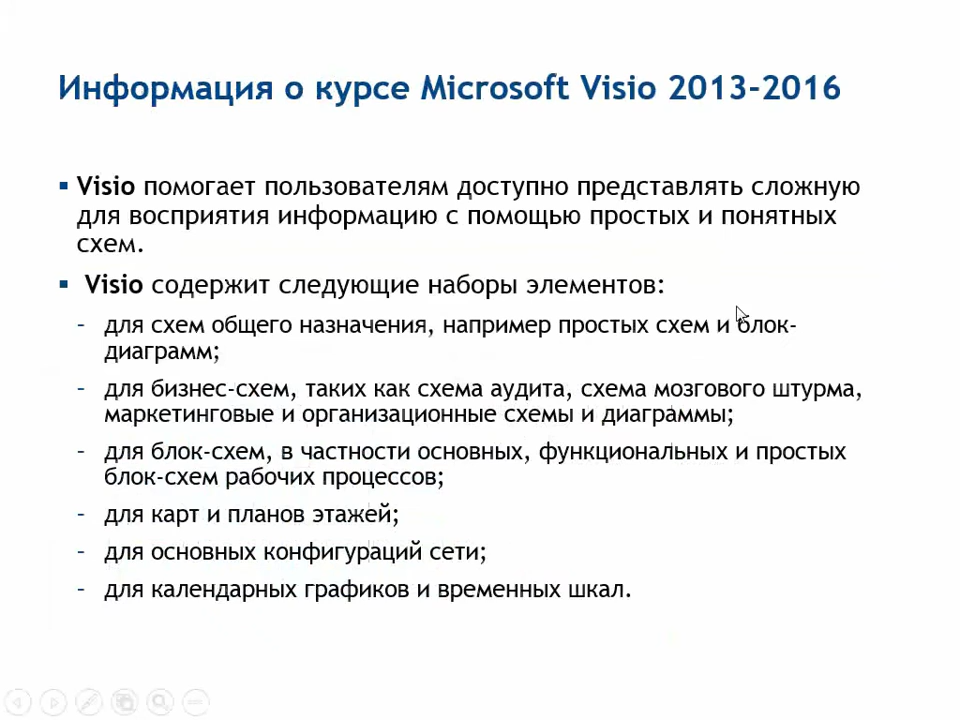 Информация о курсе Microsoft Visio 2013-2016
▪ Visio помогает пользователям доступно представлять сложную
для восприятия информацию с помощью простых и понятных
схем.
▪ Visio содержит следующие наборы элементов:
- для схем общего назначения, например простых схем и блок-
диаграмм;
- для бизнес-схем, таких как схема аудита, схема мозгового штурма,
маркетинговые и организационные схемы и диаграммы;
- для блок-схем, в частности основных, функциональных и простых
блок-схем рабочих процессов;
- для карт и планов этажей;
- для основных конфигураций сети;
- для календарных графиков и временных шкал.